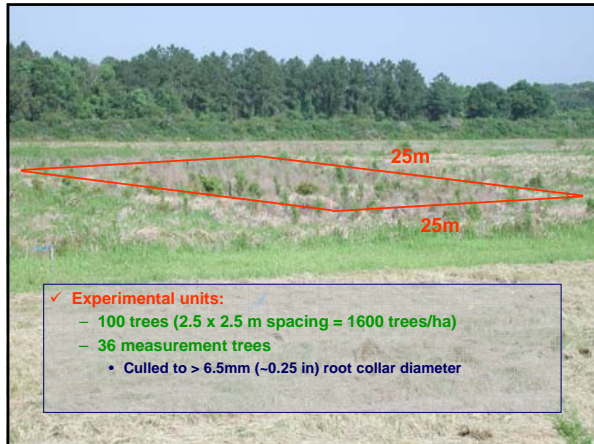 25m
25m
✓ Experimental units:
– 100 trees (2.5 x 2.5 m spacing = 1600 trees/ha)
– 36 measurement trees
• Culled to > 6.5mm (~0.25 in) root collar diameter